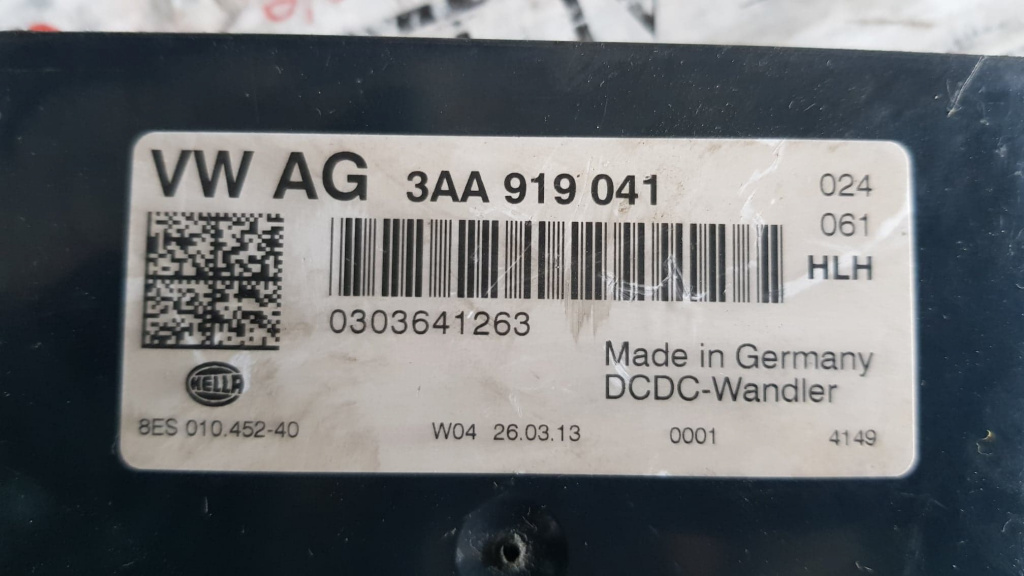 VW AG 3AA 919 041 024
061
HLH
0303641263
Made in Germany
DCDC-Wandler
HELLA
8ES 010.452-40 W04 26.03.13 0001 4149